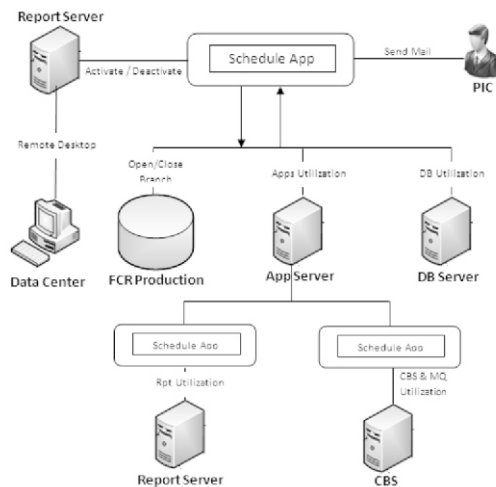 Report Server
Schedule App
Activate / Deactivate
Send Mail
PIC
Remote Desktop
Open/Close
Branch
Apps Utilization
DB Utilization
Data Center
FCR Production
App Server
DB Server
Schedule App
Schedule App
Rpt Utilization
CBS & MQ
Utilization
Report Server
CBS